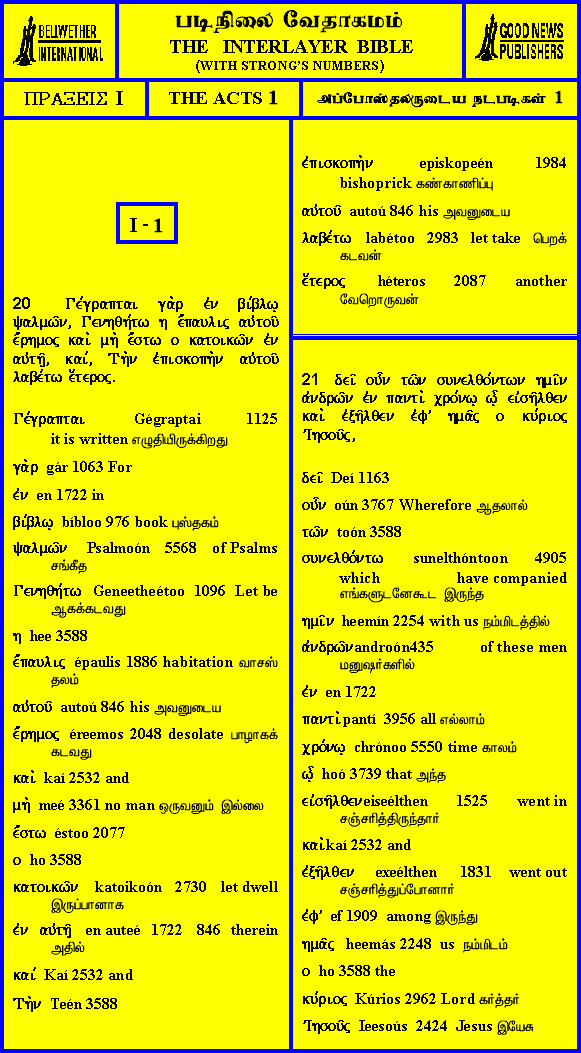 BELLWETHER
INTERNATIONAL
படிநிலை வேதாகமம்
THE INTERLAYER BIBLE
(WITH STRONG'S NUMBERS)
GOOD NEWS
PUBLISHERS
ΠΡΑΞΕΙΣ I
THE ACTS 1
அப்போஸ்தலருடைய நடபடிகள் 1
I - 1
20 Γέγραπται γὰρ ἐν βίβλῳ
ψαλμῶν, Γενηθήτω η ἔπαυλις αὐτοῦ
ἔρημος καὶ μὴ ἔστω ο κατοικῶν ἐν
αὐτῇ, καί, Τὴν ἐπισκοπὴν αὐτοῦ
λαβέτω ἕτερος.
Γέγραπται Gégraptai 1125
it is written எழுதியிருக்கிறது
γὰρ gár 1063 For
ἐν en 1722 in
βίβλῳ bíbloo 976 book புஸ்தகம்
ψαλμῶν Psalmoón 5568 of Psalms
சங்கீத
Γενηθήτω Geneetheétoo 1096 Let be
ஆகக்கடவது
η hee 3588
ἔπαυλις épaulis 1886 habitation வாசஸ்
தலம்
αὐτοῦ autoú 846 his அவனுடைய
ἔρημος éreemos 2048 desolate பாழாகக்
கடவது
καὶ kaí 2532 and
μὴ meé 3361 no man ஒருவனும் இல்லை
ἔστω éstoo 2077
ο ho 3588
κατοικῶν katoikoón 2730 let dwell
இருப்பானாக
ἐν αὐτῇ en auteé 1722 846 therein
அதில்
καί Kaí 2532 and
Τὴν Teén 3588
ἐπισκοπὴν episkopeén 1984
bishoprick கண்காணிப்பு
αὐτοῦ autoú 846 his அவனுடைய
λαβέτω labétoo 2983 let take பெறக்
கடவன்
ἕτερος héteros 2087 another
வேறொருவன்
21 δεῖ οὖν τῶν συνελθόντων ημῖν
ἀνδρῶν ἐν παντὶ χρόνῳ ᾧ εἰσῆλθεν
καὶ ἐξῆλθεν ἐφ’ ημᾶς ο κύριος
Ἰησοῦς,
δεῖ Deí 1163
οὖν oún 3767 Wherefore ஆதலால்
τῶν toón 3588
συνελθόντω sunelthóntoon 4905
which have companied
எங்களுடனேகூட இருந்த
ημῖν heemín 2254 with us நம்மிடத்தில்
ἀνδρῶνandroón435 of these men
மனுஷர்களில்
ἐν en 1722
παντὶ pantí 3956 all எல்லாம்
χρόνῳ chrónoo 5550 time காலம்
ᾧ hoó 3739 that அந்த
εἰσῆλθενeiseélthen 1525 went in
சஞ்சரித்திருந்தார்
καὶkaí 2532 and
ἐξῆλθεν exeélthen 1831 went out
சஞ்சரித்துப்போனார்
ἐφ’ ef 1909 among இருந்து
ημᾶς heemás 2248 us நம்மிடம்
ο ho 3588 the
κύριος Kúrios 2962 Lord கர்த்தர்
Ἰησοῦς Ieesoús 2424 Jesus இயேசு